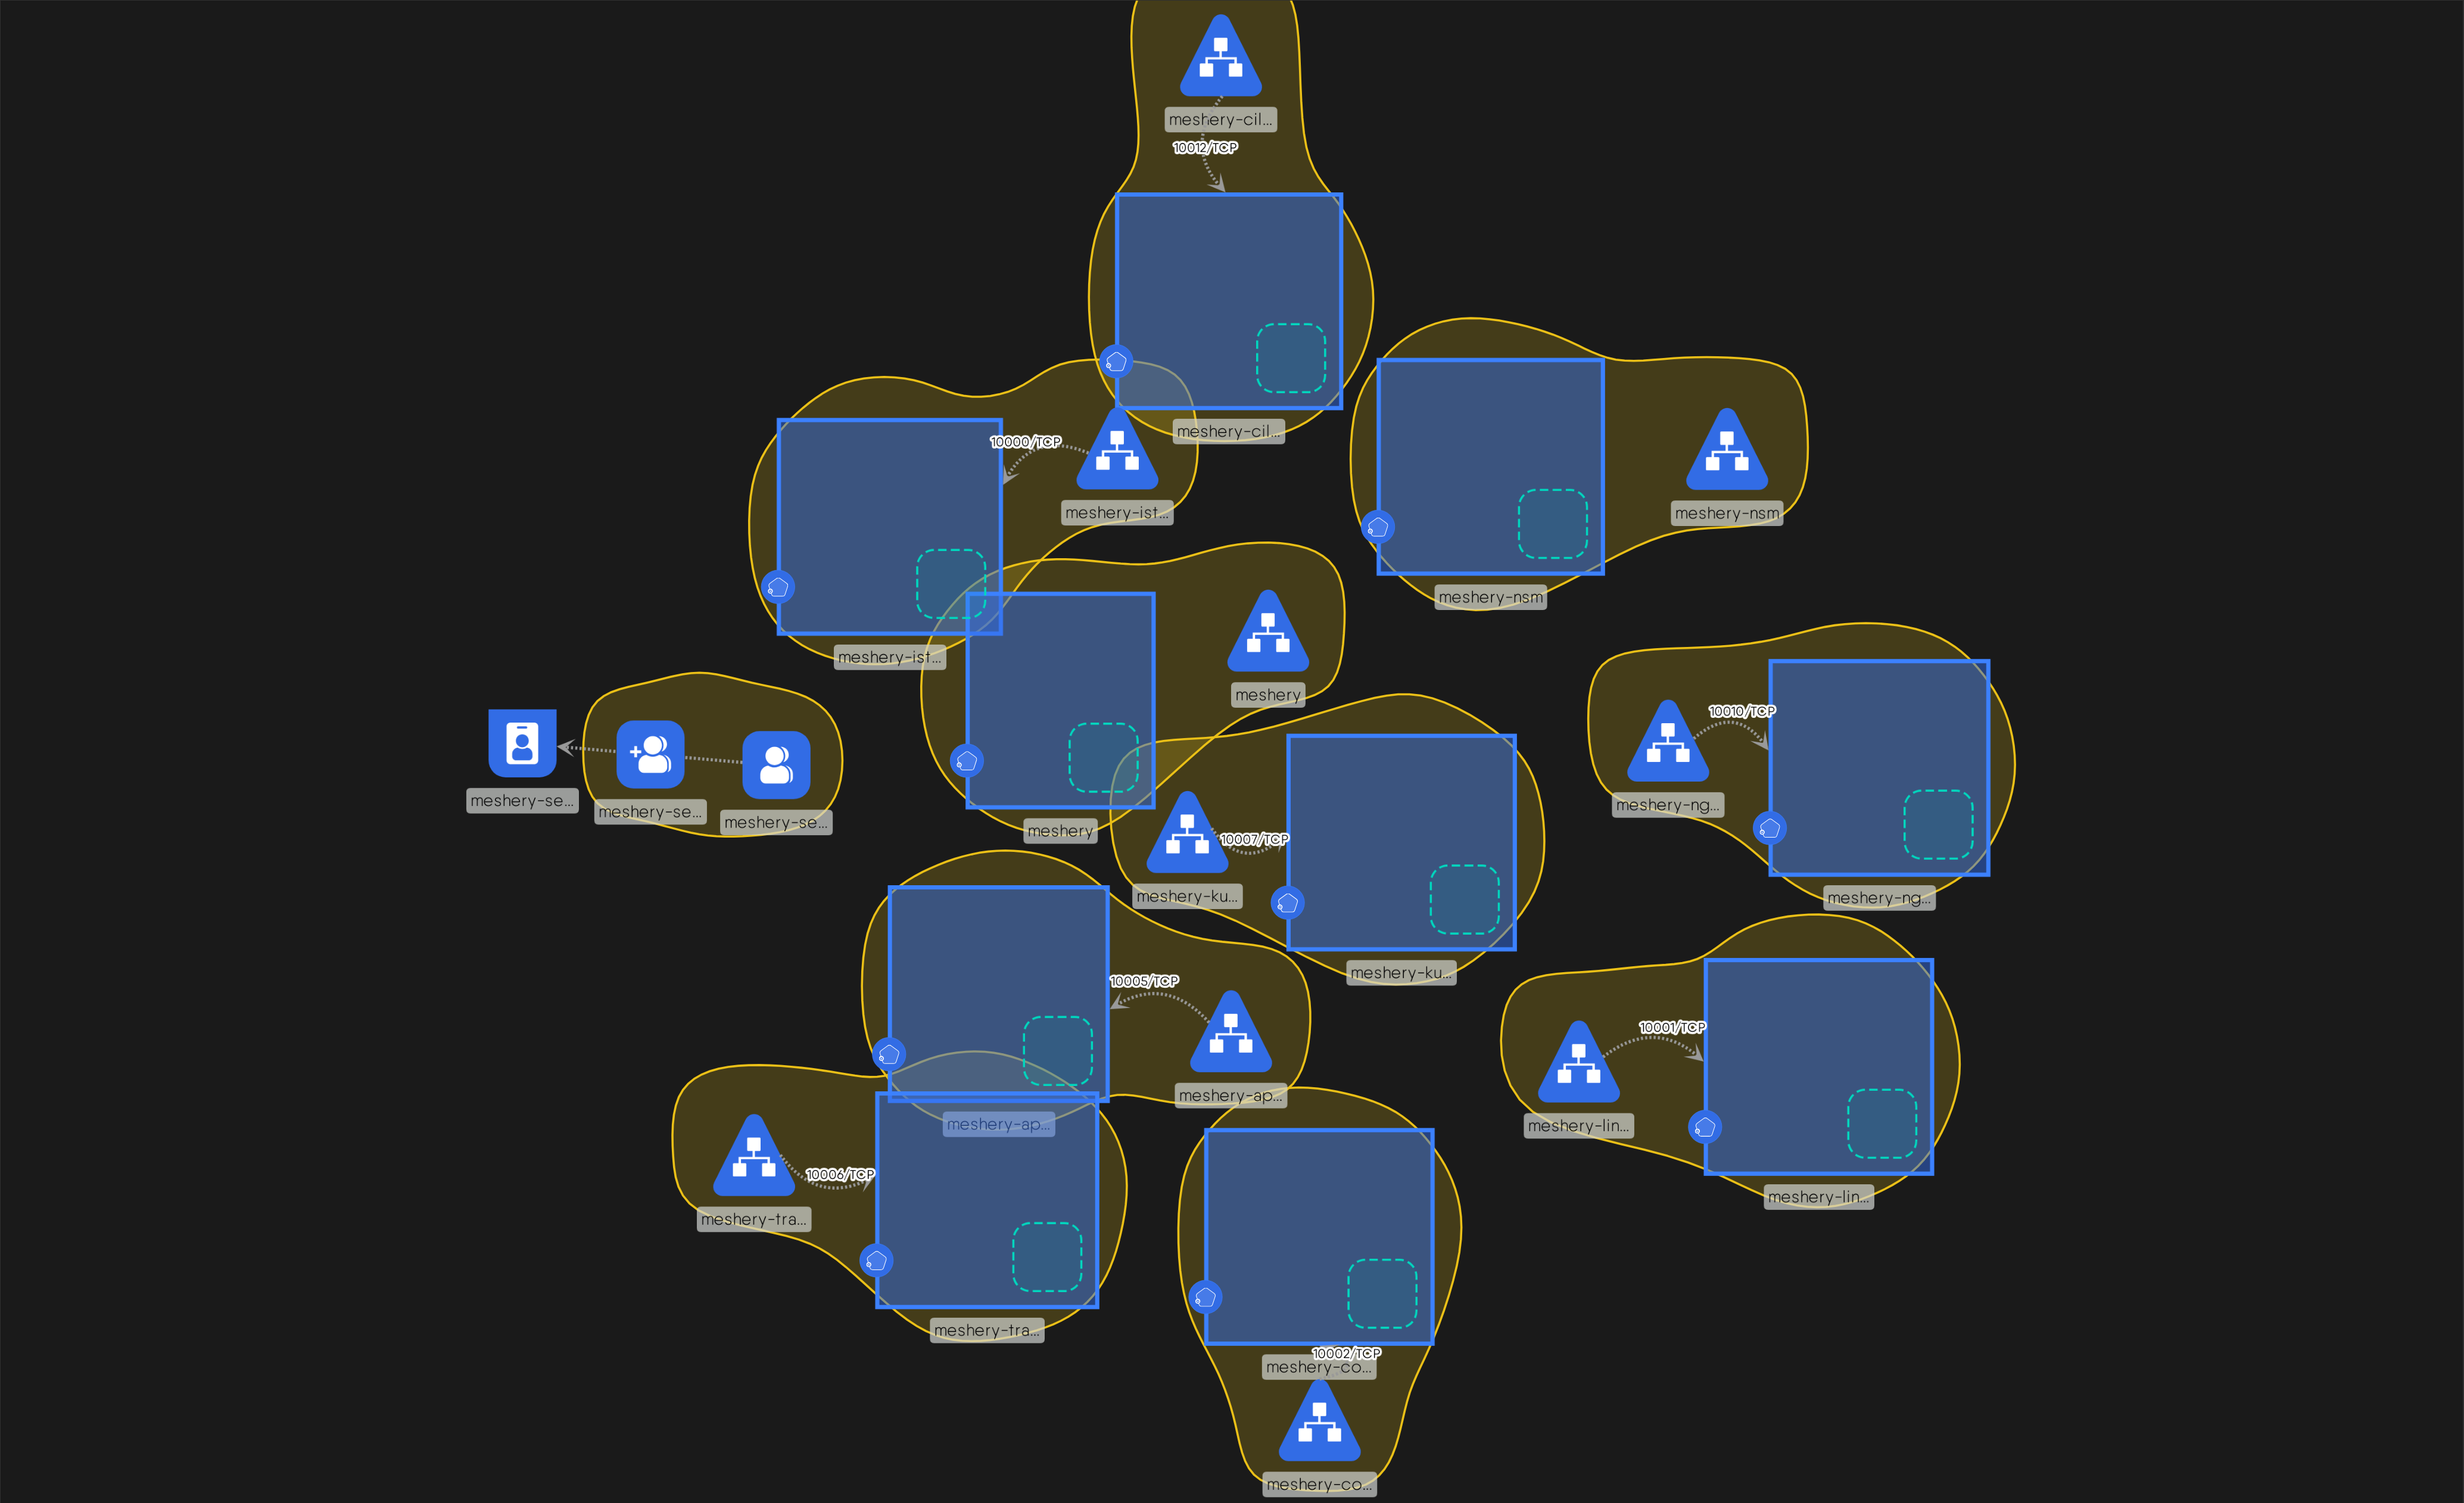 meshery-cil...
10012/TCP
meshery-cil...
10000/TCP
meshery-ist...
meshery-nsm
meshery-nsm
meshery-ist...
meshery
meshery-se...
meshery-se...
meshery-se...
meshery
10010/TCP
meshery-ng...
meshery-ng...
10007/TCP
meshery-ku...
meshery-ku...
10005/TCP
meshery-ap...
meshery-ap...
10001/TCP
meshery-lin...
meshery-lin...
10006/TCP
meshery-tra...
meshery-tra...
10002/TCP
meshery-co...
meshery-co...